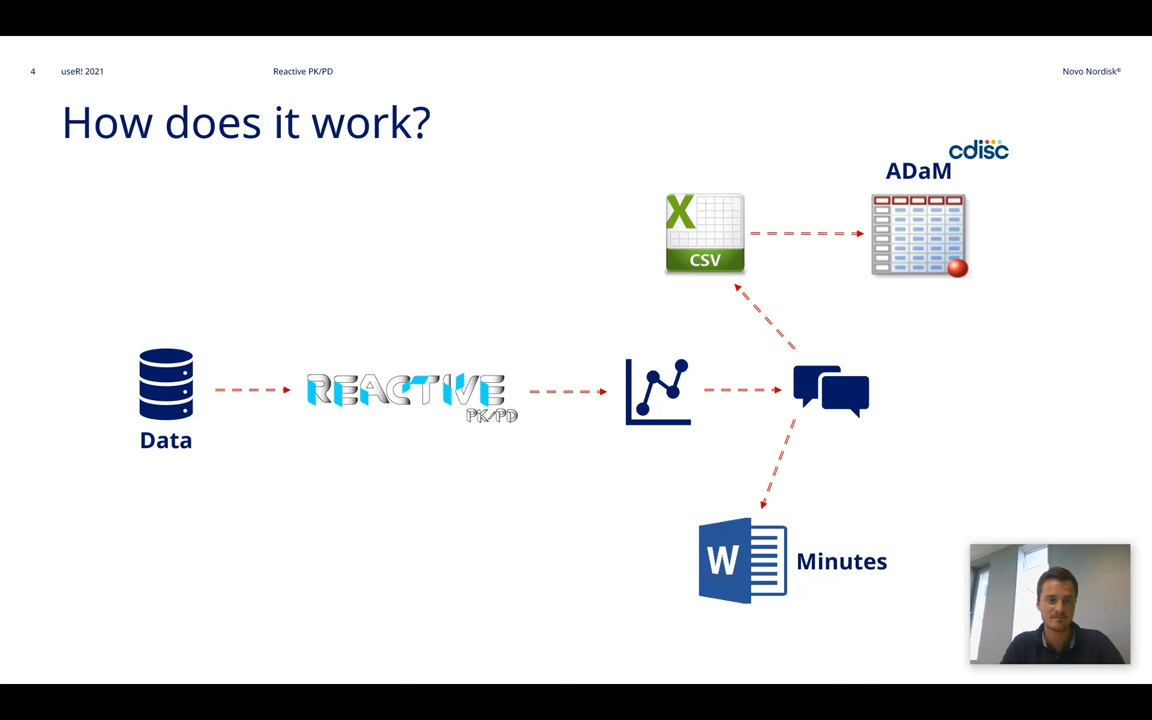 4 useR! 2021 Reactive PK/PD Novo Nordisk®
How does it work?
cdisc
ADaM
X
CSV
REACTIVE
PK/PD
Data
W
Minutes